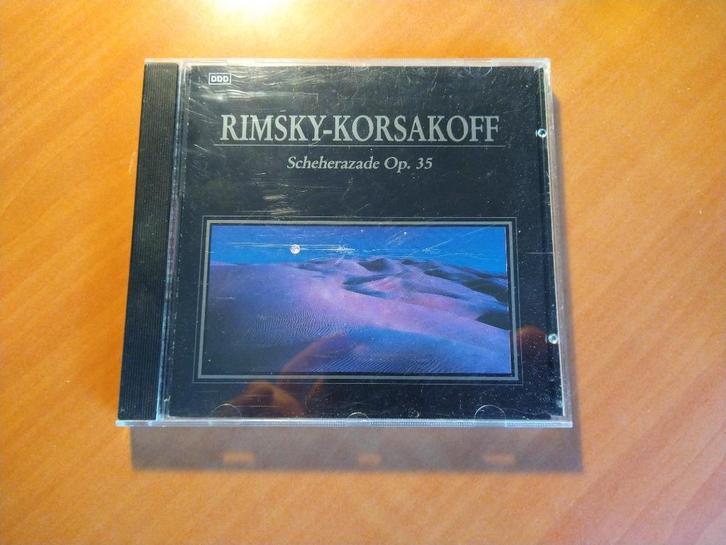 DDD
RIMSKY-KORSAKOFF
Scheherazade Op. 35